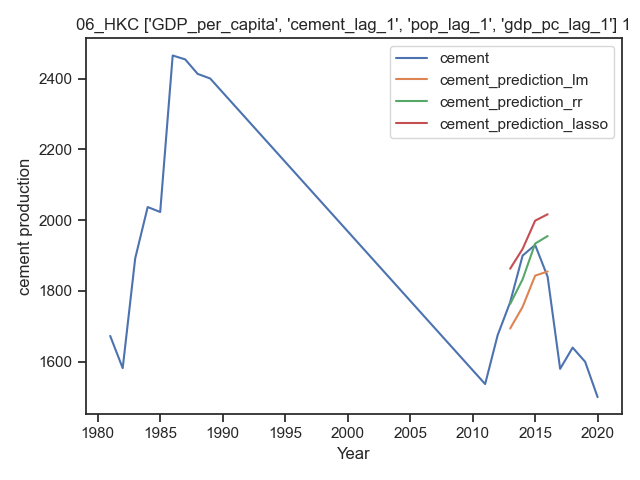 06_HKC ['GDP_per_capita', 'cement_lag_1', 'pop_lag_1', 'gdp_pc_lag_1'] 1
cement
cement_prediction_lm
cement_prediction_rr
cement_prediction_lasso
cement production
2400
2200
2000
1800
1600
1980 1985 1990 1995 2000 2005 2010 2015 2020
Year